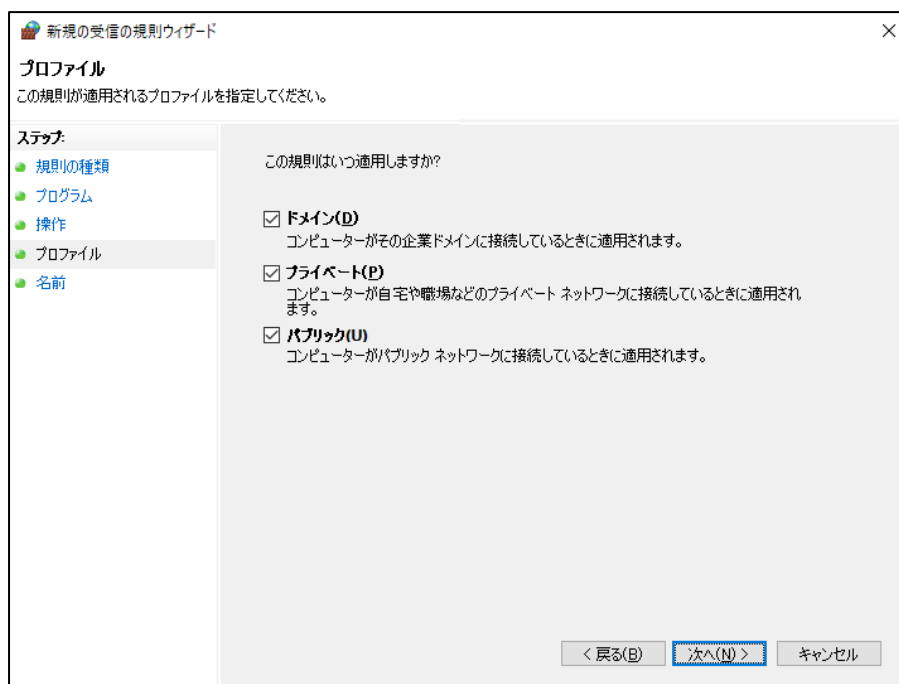 新規の受信の規則ウィザード
プロファイル
この規則が適用されるプロファイルを指定してください。
ステップ:
規則の種類
プログラム
操作
プロファイル
名前
この規則はいつ適用しますか?
ドメイン(D)
コンピューターがその企業ドメインに接続しているときに適用されます。
プライベート(P)
コンピューターが自宅や職場などのプライベート ネットワークに接続しているときに適用され
ます。
パブリック(U)
コンピューターがパブリック ネットワークに接続しているときに適用されます。
< 戻る(B)
次へ(N) >
キャンセル